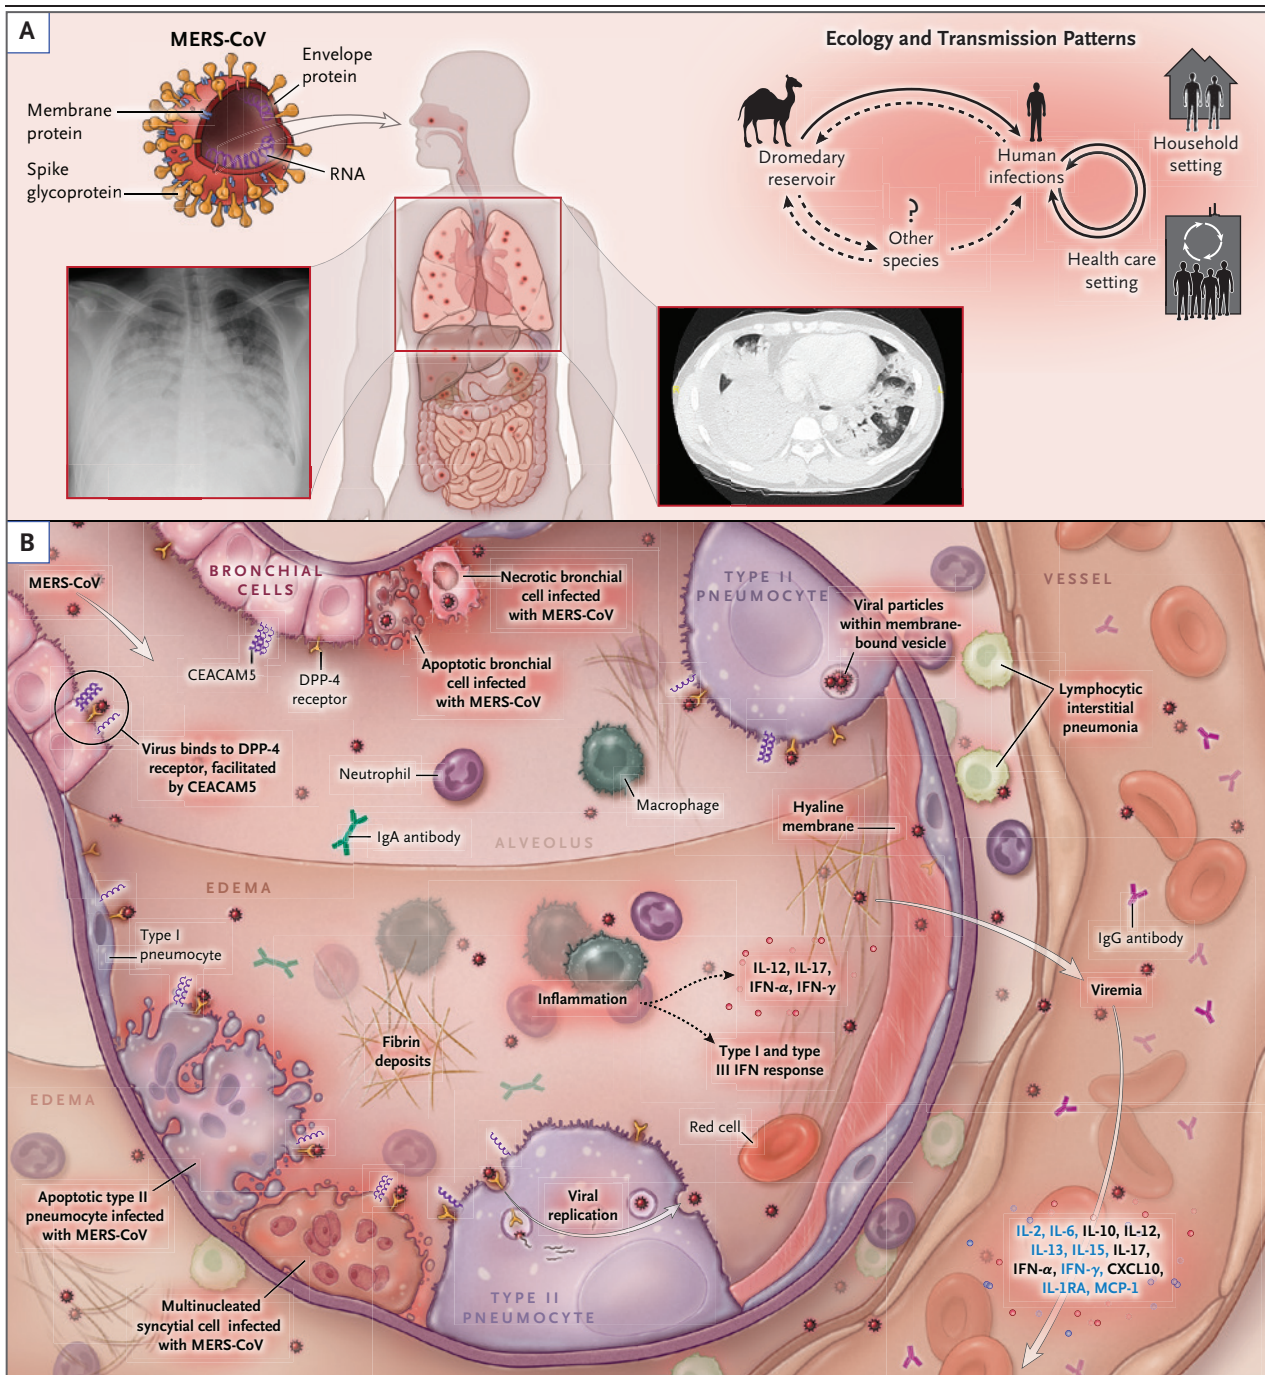 A
MERS-CoV
Envelope
protein
Membrane
protein
Spike
glycoprotein
RNA
Ecology and Transmission Patterns
Dromedary
reservoir
Human
infections
Household
setting
?
Other
species
Health care
setting
B
MERS-CoV
BRONCHIAL
CELLS
Necrotic bronchial
cell infected
with MERS-CoV
TYPE II
PNEUMOCYTE
Viral particles
within membrane-
bound vesicle
VESSEL
CEACAM5
DPP-4
receptor
Apoptotic bronchial
cell infected
with MERS-CoV
Lymphocytic
interstitial
pneumonia
Virus binds to DPP-4
receptor, facilitated
by CEACAM5
Neutrophil
Macrophage
Hyaline
membrane
IgA antibody
ALVEOLUS
EDEMA
Type I
pneumocyte
IgG antibody
Inflammation
IL-12, IL-17,
IFN-α, IFN-γ
Viremia
Fibrin
deposits
Type I and type
III IFN response
EDEMA
Red cell
Apoptotic type II
pneumocyte infected
with MERS-CoV
Viral
replication
IL-2, IL-6, IL-10, IL-12,
IL-13, IL-15, IL-17,
IFN-α, IFN-γ, CXCL10,
IL-1RA, MCP-1
Multinucleated
syncytial cell infected
with MERS-CoV
TYPE II
PNEUMOCYTE